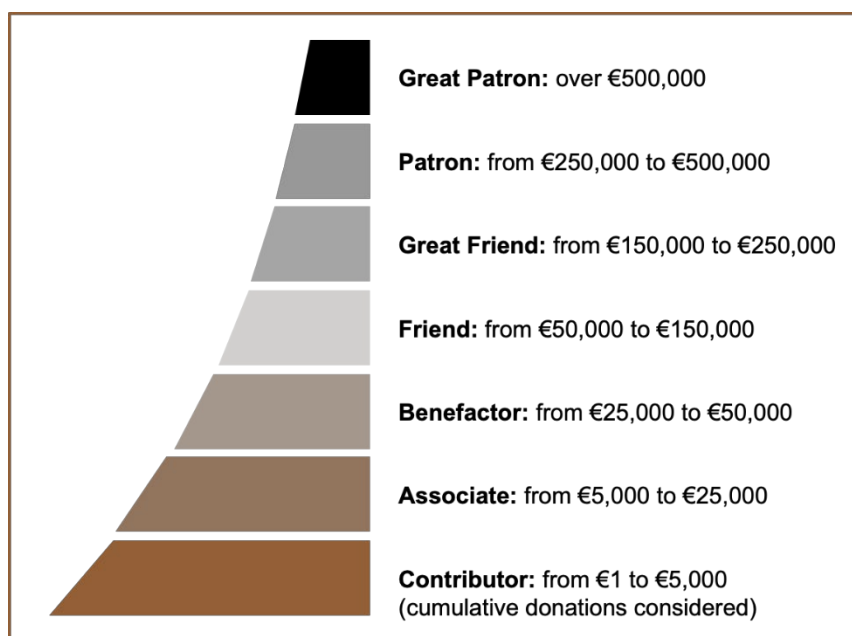 Great Patron: over €500,000
Patron: from €250,000 to €500,000
Great Friend: from €150,000 to €250,000
Friend: from €50,000 to €150,000
Benefactor: from €25,000 to €50,000
Associate: from €5,000 to €25,000
Contributor: from €1 to €5,000
(cumulative donations considered)